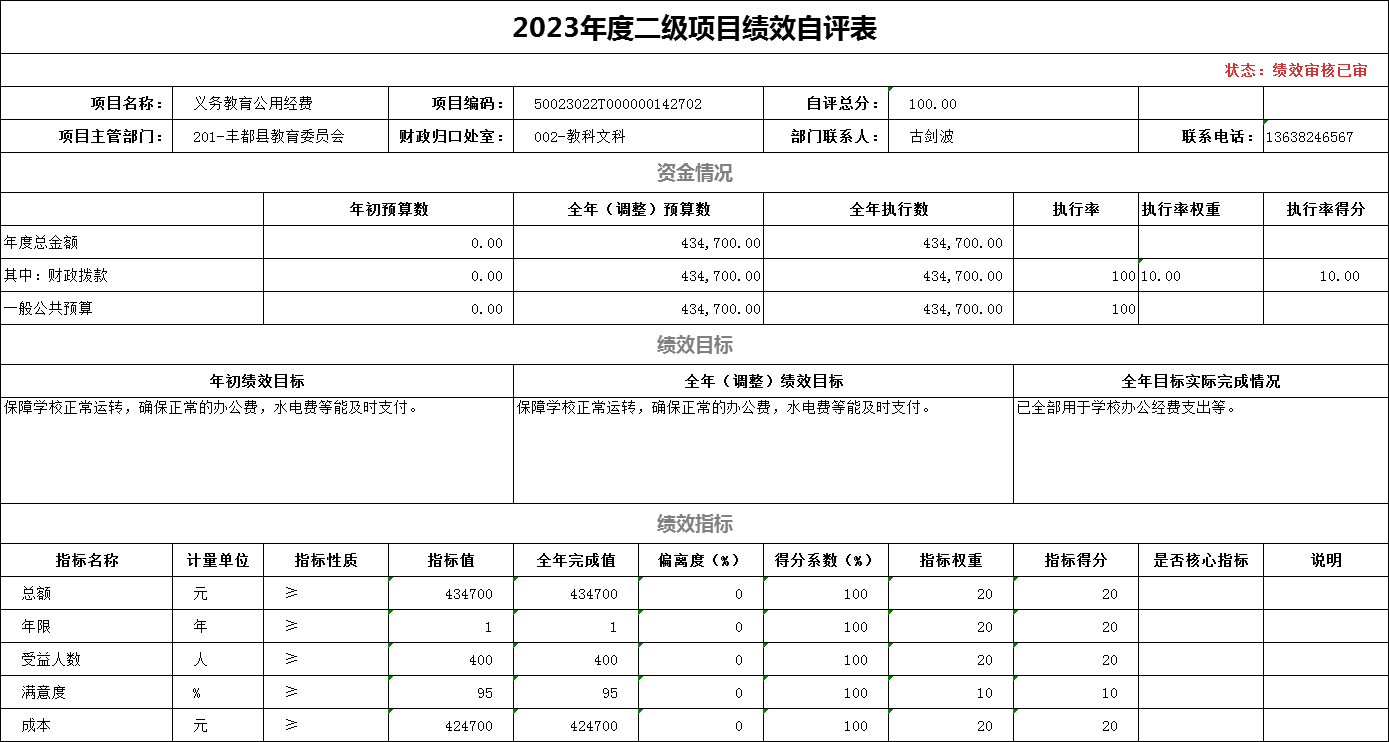 2023年度二级项目绩效自评表
状态：绩效审核已审
项目名称： 义务教育公用经费 项目编码： 50023022T000000142702 自评总分： 100.00
项目主管部门： 201-丰都县教育委员会 财政归口处室： 002-教科文科 部门联系人： 古剑波 联系电话： 13638246567
资金情况
年初预算数 全年（调整）预算数 全年执行数 执行率 执行率权重 执行率得分
年度总金额 0.00 434,700.00 434,700.00
其中：财政拨款 0.00 434,700.00 434,700.00 100 10.00 10.00
一般公共预算 0.00 434,700.00 434,700.00 100
绩效目标
年初绩效目标 全年（调整）绩效目标 全年目标实际完成情况
保障学校正常运转，确保正常的办公费，水电费等能及时支付。 保障学校正常运转，确保正常的办公费，水电费等能及时支付。 已全部用于学校办公经费支出等。
绩效指标
指标名称 计量单位 指标性质 指标值 全年完成值 偏离度（%） 得分系数（%） 指标权重 指标得分 是否核心指标 说明
总额 元 ≥ 434700 434700 0 100 20 20
年限 年 ≥ 1 1 0 100 20 20
受益人数 人 ≥ 400 400 0 100 20 20
满意度 % ≥ 95 95 0 100 10 10
成本 元 ≥ 424700 424700 0 100 20 20